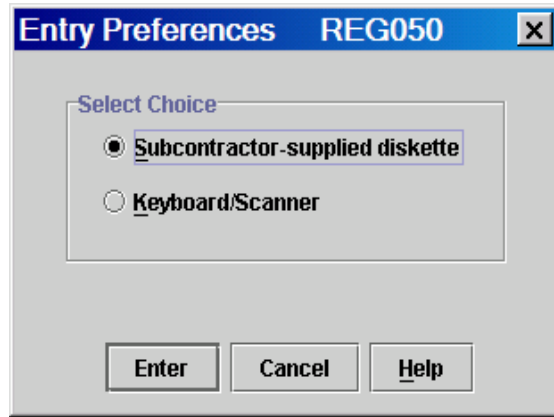 Entry Preferences REG050
Select Choice
Subcontractor-supplied diskette
Keyboard/Scanner
Enter Cancel Help